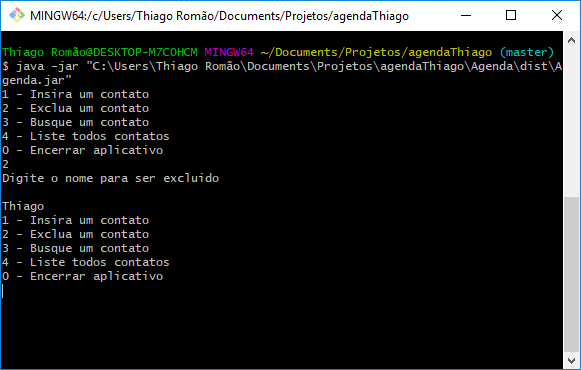 MINGW64:/c/Users/Thiago Romão/Documents/Projetos/agendaThiago
Thiago Romão@DESKTOP-M7COHCM MINGW64 ~/Documents/Projetos/agendaThiago (master)
$ java -jar "C:\Users\Thiago Romão\Documents\Projetos\agendaThiago\Agenda\dist\A
genda.jar"
1 - Insira um contato
2 - Exclua um contato
3 - Busque um contato
4 - Liste todos contatos
0 - Encerrar aplicativo
2
Digite o nome para ser excluido
Thiago
1 - Insira um contato
2 - Exclua um contato
3 - Busque um contato
4 - Liste todos contatos
0 - Encerrar aplicativo